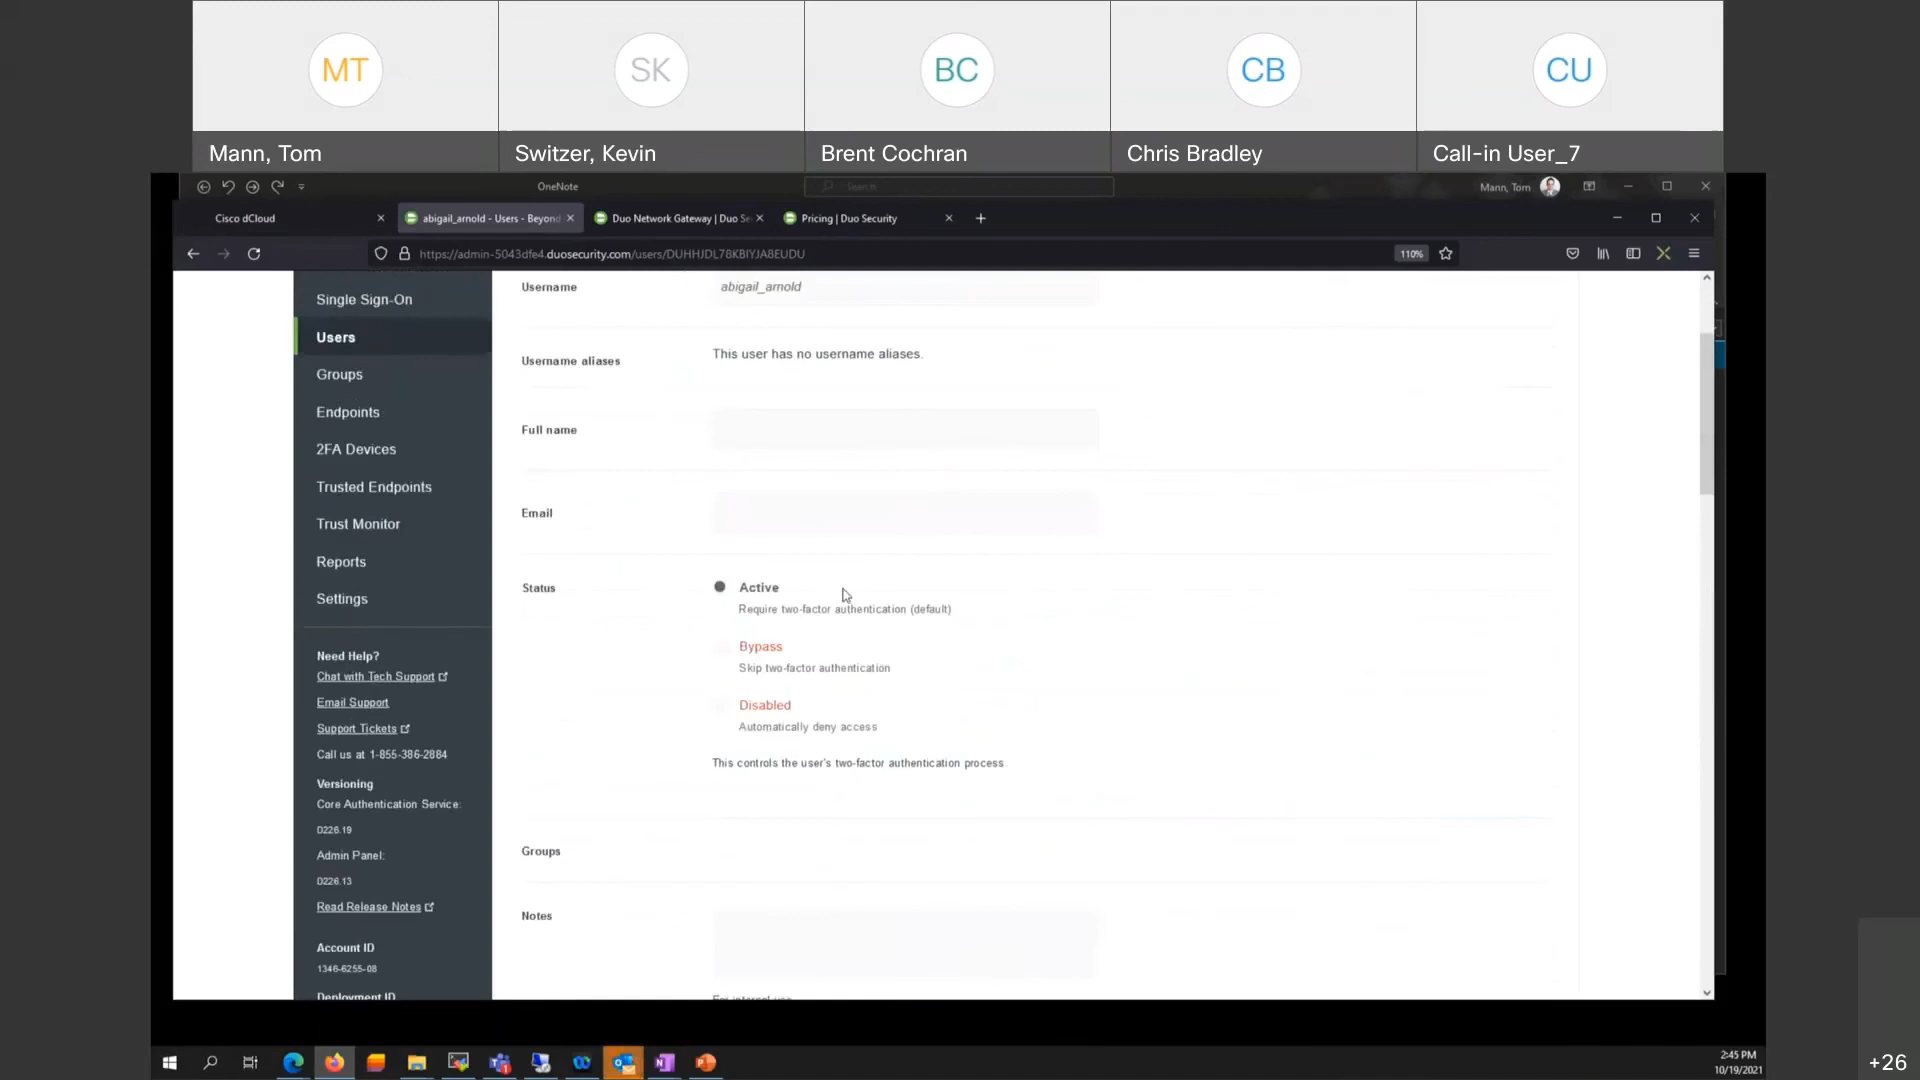 MT
SK
BC
CB
CU
Mann, Tom
Switzer, Kevin
Brent Cochran
Chris Bradley
Call-in User_7
OneNote
Mann, Tom
Cisco dCloud
abigail_arnold - Users - Beyond
Duo Network Gateway | Duo Se
Pricing | Duo Security
https://admin-5043dfe4.duosecurity.com/users/DUHHJDL78KBIYJA8EUDU
110%
Single Sign-On
Users
Groups
Endpoints
2FA Devices
Trusted Endpoints
Trust Monitor
Reports
Settings
Need Help?
Chat with Tech Support
Email Support
Support Tickets
Call us at 1-855-386-2884
Versioning
Core Authentication Service:
D226.19
Admin Panel:
D226.13
Read Release Notes
Account ID
1346-6255-08
Deployment ID
Username
abigail_arnold
Username aliases
This user has no username aliases.
Full name
Email
Status
Active
Require two-factor authentication (default)
Bypass
Skip two-factor authentication
Disabled
Automatically deny access
This controls the user's two-factor authentication process
Groups
Notes
2:45 PM
10/19/2021
+26